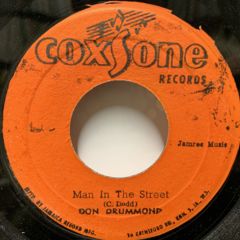 COXSONE
RECORDS
Jamrec Music
Man In The Street
(C. Dodd)
DON DRUMMOND